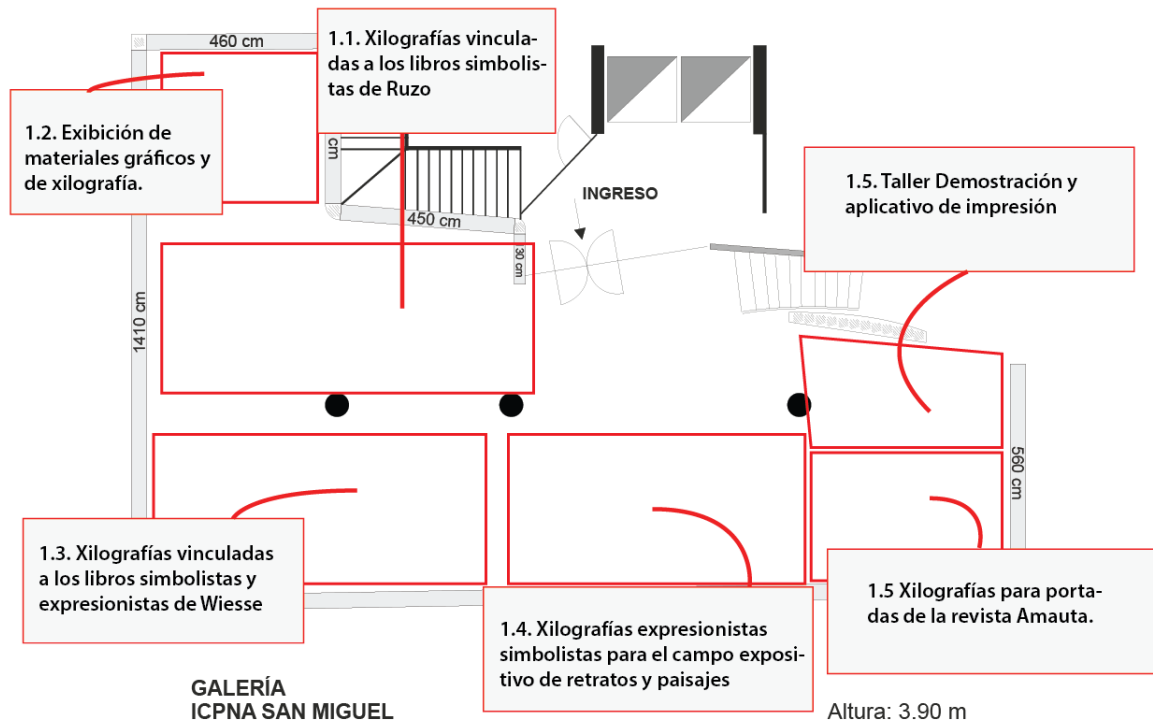 460 cm
1.1. Xilografías vincula-
das a los libros simbolis-
tas de Ruzo
1.2. Exibición de
materiales gráficos y
de xilografía.
cm
450 cm
30 cm
INGRESO
1.5. Taller Demostración y
aplicativo de impresión
1410 cm
560 cm
1.3. Xilografías vinculadas
a los libros simbolistas y
expresionistas de Wiesse
1.4. Xilografías expresionistas
simbolistas para el campo exposi-
tivo de retratos y paisajes
1.5 Xilografías para porta-
das de la revista Amauta.
GALERÍA
ICPNA SAN MIGUEL
Altura: 3.90 m